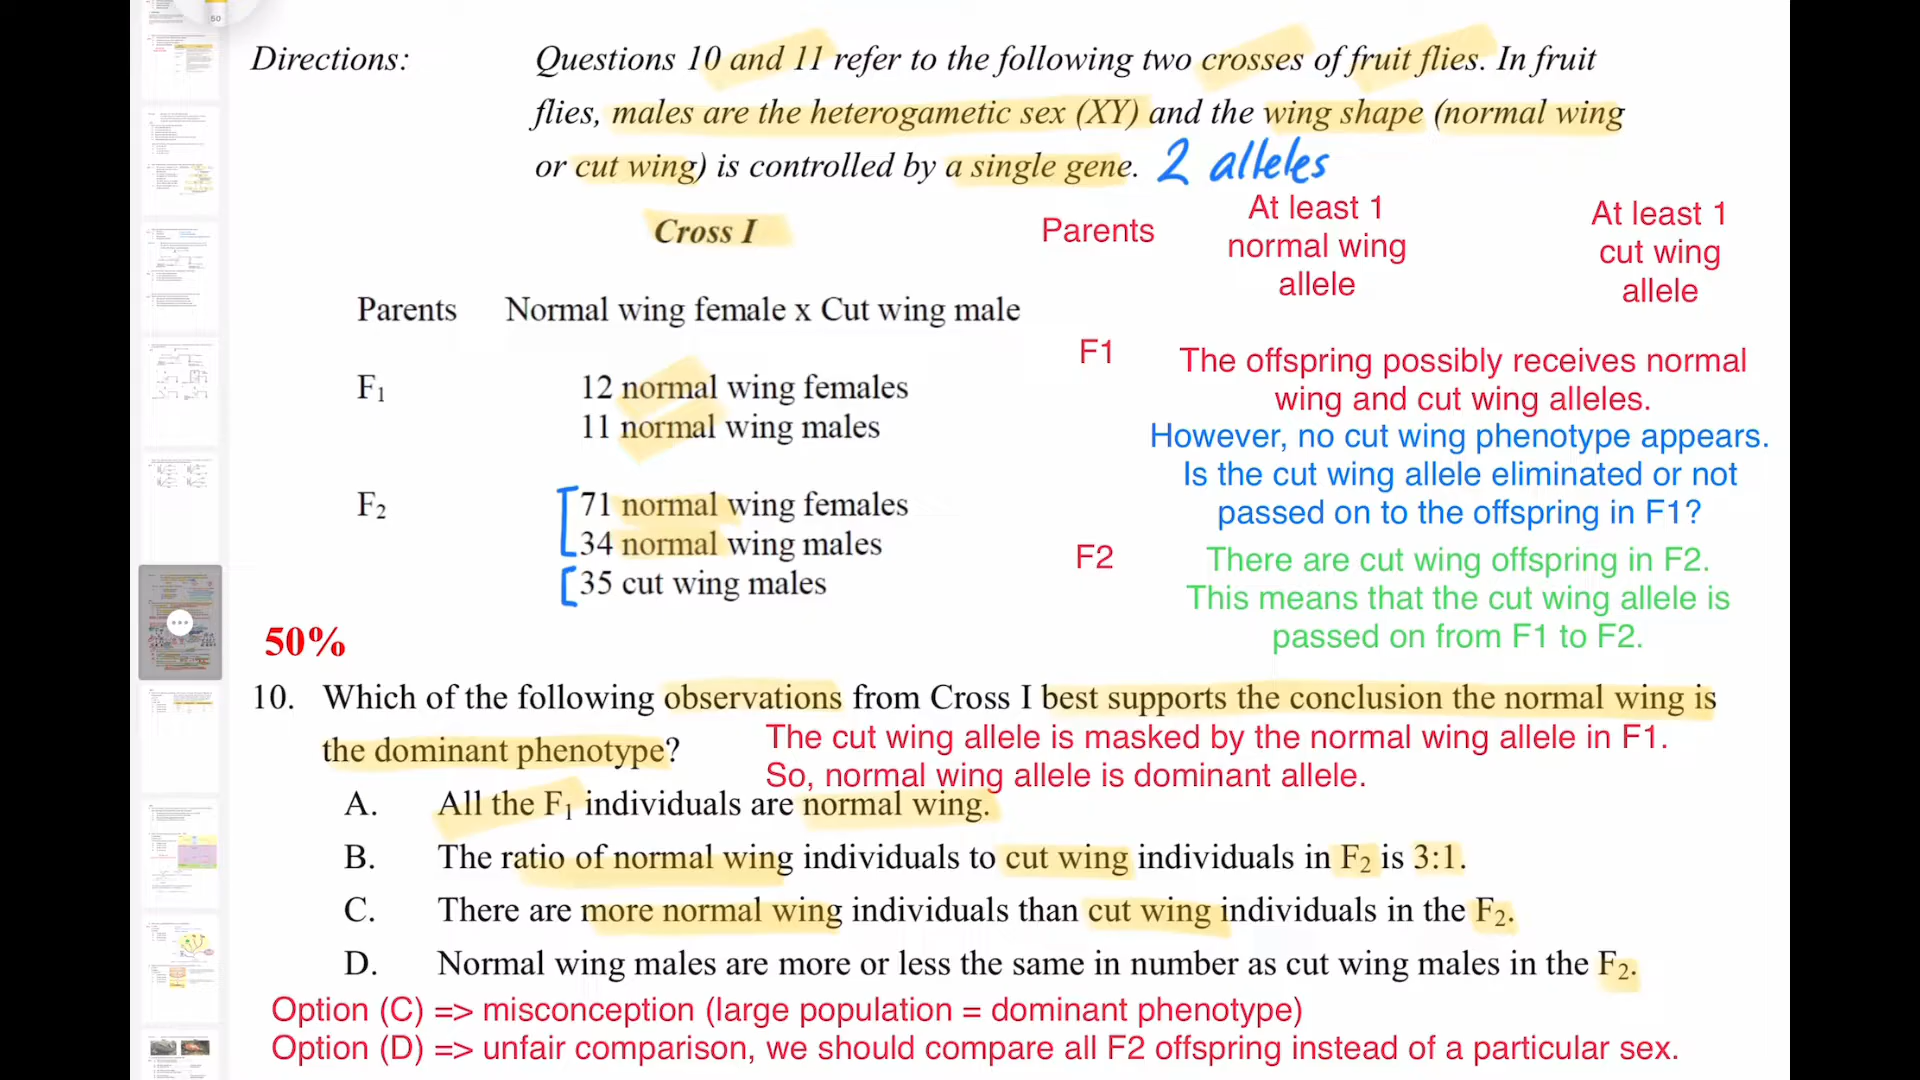 50
Directions: Questions 10 and 11 refer to the following two crosses of fruit flies. In fruit
flies, males are the heterogametic sex (XY) and the wing shape (normal wing
or cut wing) is controlled by a single gene. 2 alleles
Cross I
Parents
At least 1
normal wing
allele
At least 1
cut wing
allele
Parents Normal wing female x Cut wing male
F1 12 normal wing females
11 normal wing males
F1
The offspring possibly receives normal
wing and cut wing alleles.
However, no cut wing phenotype appears.
Is the cut wing allele eliminated or not
passed on to the offspring in F1?
F2 71 normal wing females
34 normal wing males
35 cut wing males
F2
There are cut wing offspring in F2.
This means that the cut wing allele is
passed on from F1 to F2.
50%
10. Which of the following observations from Cross I best supports the conclusion the normal wing is
the dominant phenotype?
The cut wing allele is masked by the normal wing allele in F1.
So, normal wing allele is dominant allele.
A. All the F1 individuals are normal wing.
B. The ratio of normal wing individuals to cut wing individuals in F2 is 3:1.
C. There are more normal wing individuals than cut wing individuals in the F2.
D. Normal wing males are more or less the same in number as cut wing males in the F2.
Option (C) => misconception (large population = dominant phenotype)
Option (D) => unfair comparison, we should compare all F2 offspring instead of a particular sex.